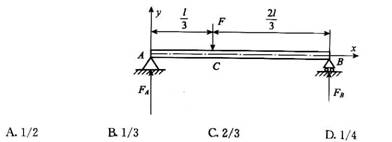 y
l/3
F
2l/3
A
x
C
B
F_A
F_B
A. 1/2
B. 1/3
C. 2/3
D. 1/4